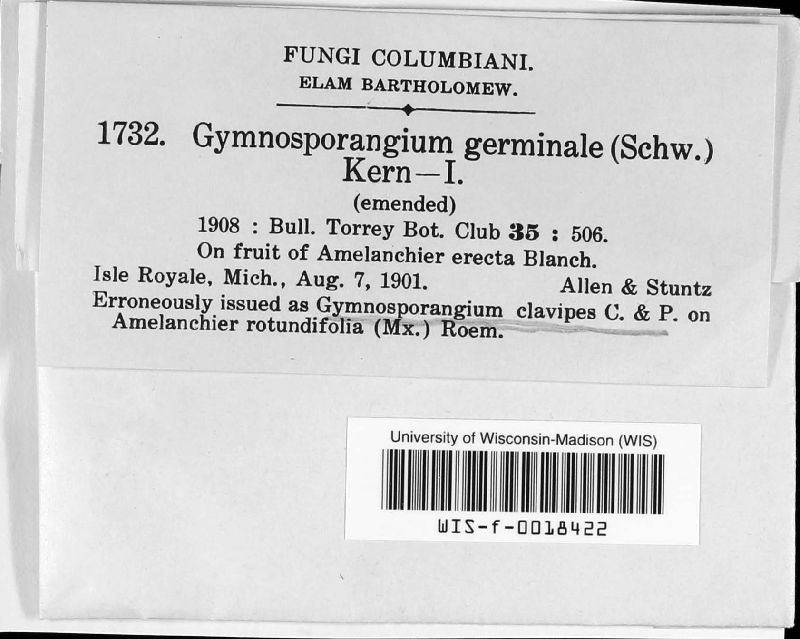 FUNGI COLUMBIANI.
ELAM BARTHOLOMEW.
1732. Gymnosporangium germinale (Schw.)
Kern—I.
(emended)
1908 : Bull. Torrey Bot. Club 35 : 506.
On fruit of Amelanchier erecta Blanch.
Isle Royale, Mich., Aug. 7, 1901. Allen & Stuntz
Erroneously issued as Gymnosporangium clavipes C. & P. on
Amelanchier rotundifolia (Mx.) Roem.
University of Wisconsin-Madison (WIS)
WIS-f-0018422